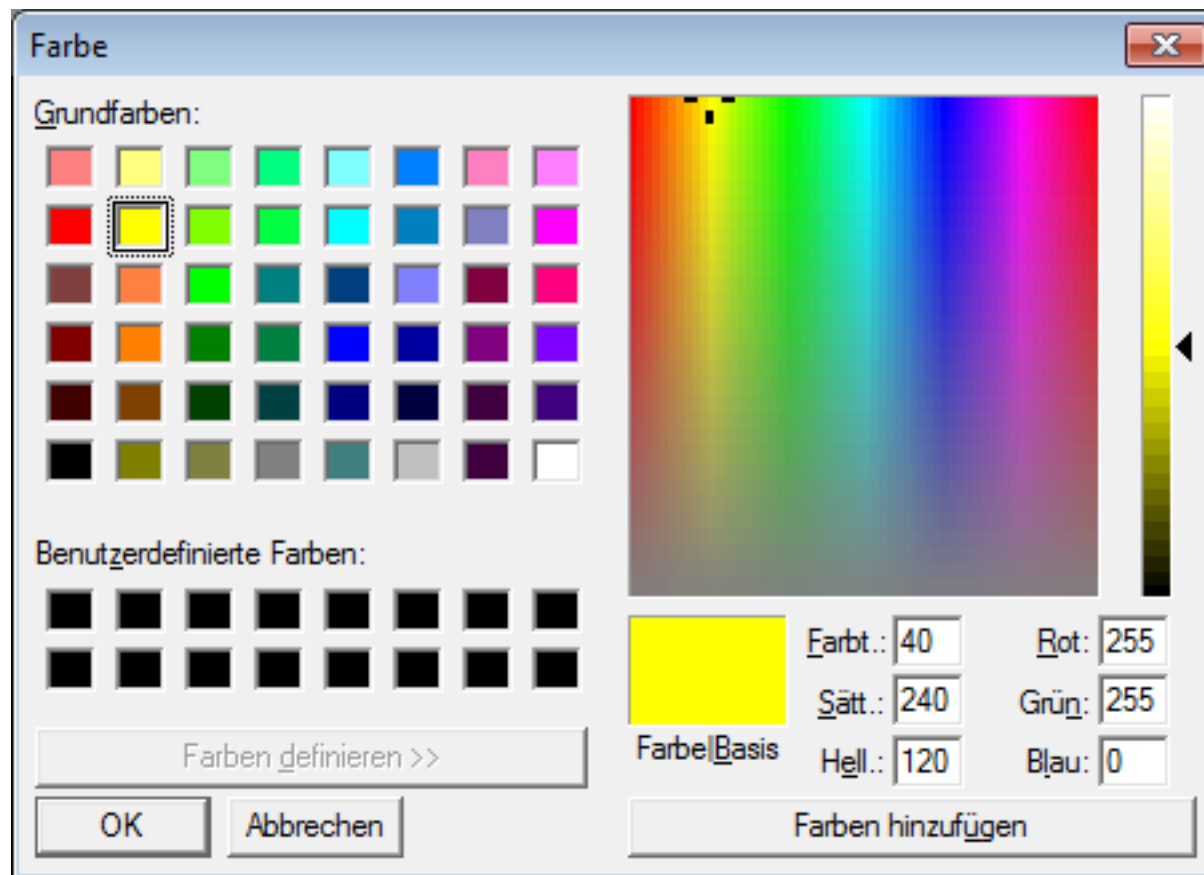 Farbe
Grundfarben:
Benutzerdefinierte Farben:
Farben definieren >>
OK Abbrechen
Farbe|Basis
Farbt.: 40 Rot: 255
Sätt.: 240 Grün: 255
Hell.: 120 Blau: 0
Farben hinzufügen